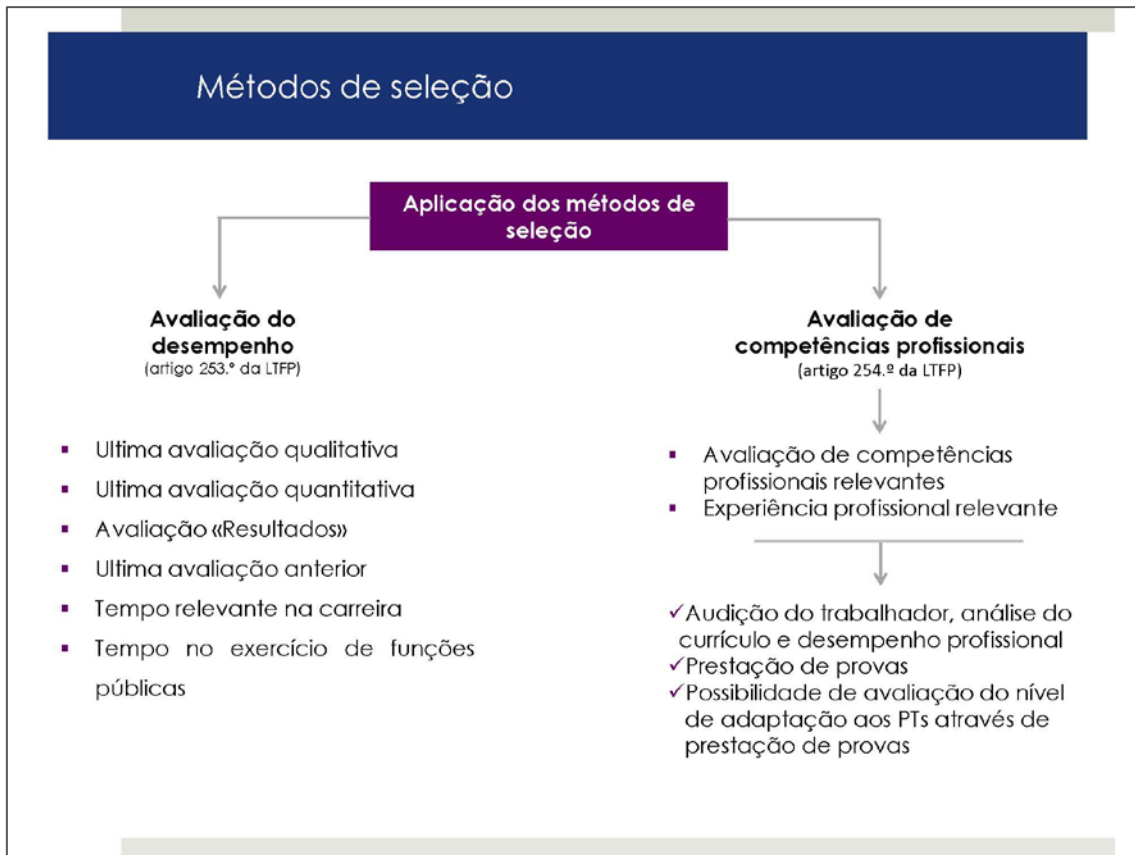 Métodos de seleção
Aplicação dos métodos de
seleção
Avaliação do
desempenho
(artigo 253.º da LTFP)
▪ Ultima avaliação qualitativa
▪ Ultima avaliação quantitativa
▪ Avaliação «Resultados»
▪ Ultima avaliação anterior
▪ Tempo relevante na carreira
▪ Tempo no exercício de funções
públicas
Avaliação de
competências profissionais
(artigo 254.º da LTFP)
▪ Avaliação de competências
profissionais relevantes
▪ Experiência profissional relevante
✓Audição do trabalhador, análise do
currículo e desempenho profissional
✓Prestação de provas
✓Possibilidade de avaliação do nível
de adaptação aos PTs através de
prestação de provas